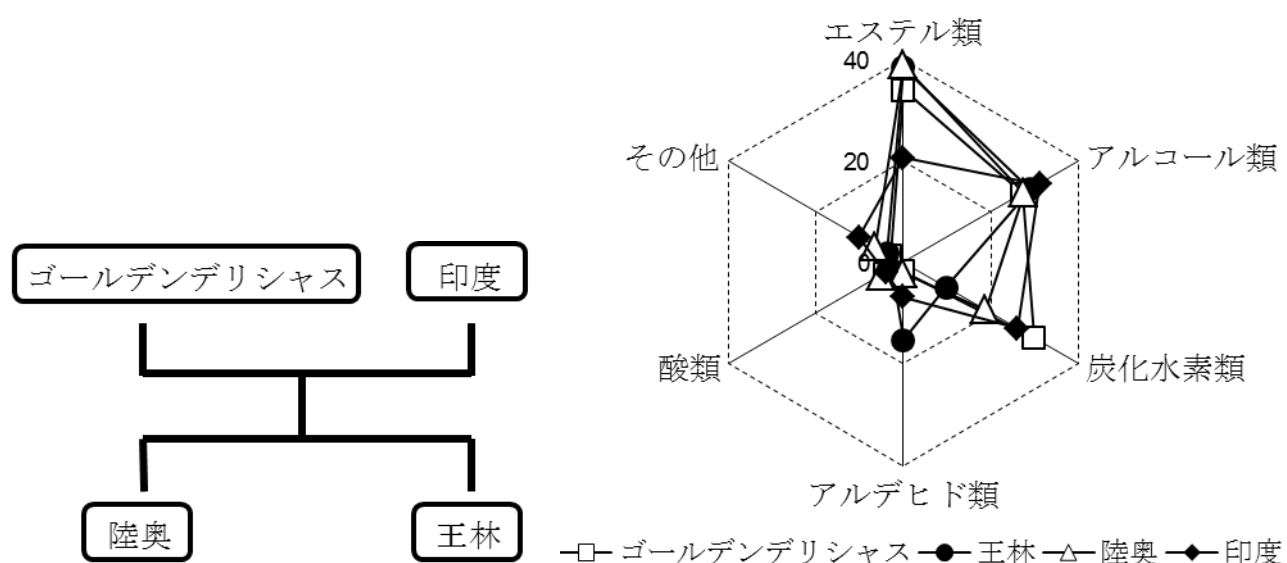 エステル類
40
その他
20
アルコール類
ゴールデンデリシャス
印度
0
酸類
炭化水素類
アルデヒド類
陸奥
王林
ゴールデンデリシャス 王林 陸奥 印度